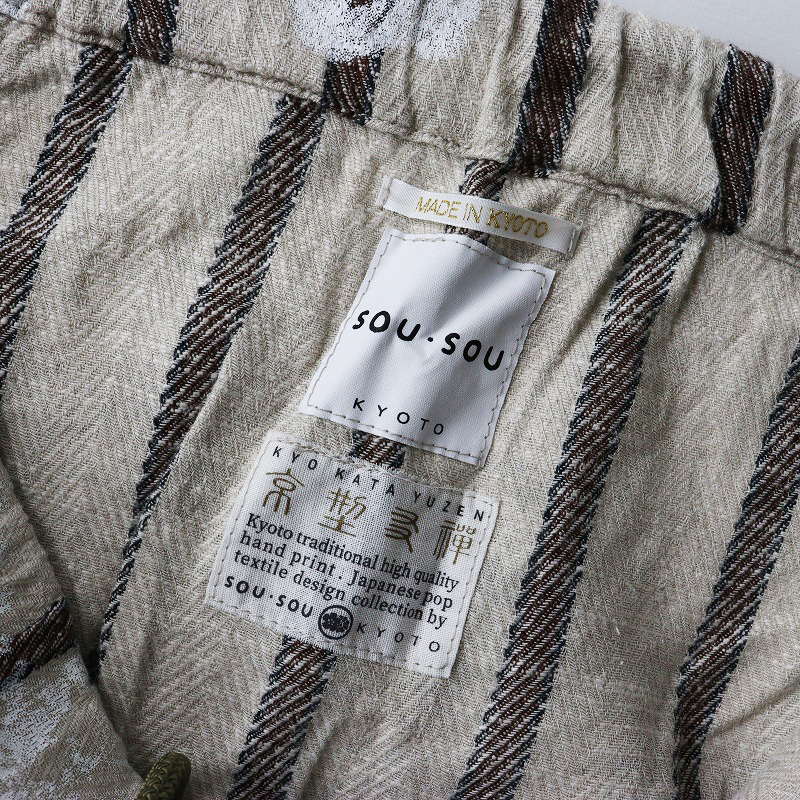 MADE IN KYOTO
SOU・SOU
KYOTO
KYO KATA YUZEN
京型友禅
Kyoto traditional high quality
hand print. Japanese pop
textile design collection by
SOU・SOU KYOTO